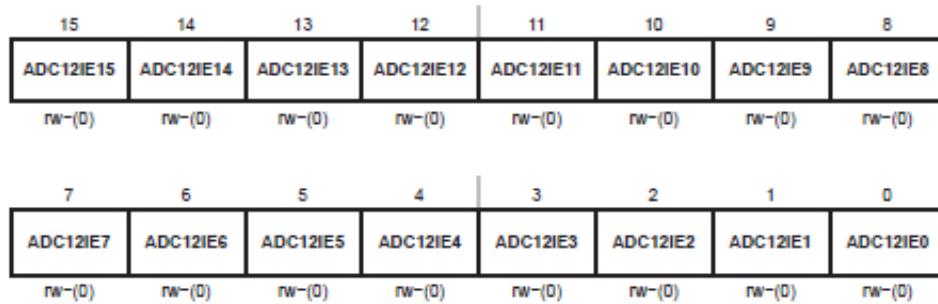 15 14 13 12 11 10 9 8
ADC12IE15 ADC12IE14 ADC12IE13 ADC12IE12 ADC12IE11 ADC12IE10 ADC12IE9 ADC12IE8
rw-(0) rw-(0) rw-(0) rw-(0) rw-(0) rw-(0) rw-(0) rw-(0)
7 6 5 4 3 2 1 0
ADC12IE7 ADC12IE6 ADC12IE5 ADC12IE4 ADC12IE3 ADC12IE2 ADC12IE1 ADC12IE0
rw-(0) rw-(0) rw-(0) rw-(0) rw-(0) rw-(0) rw-(0) rw-(0)